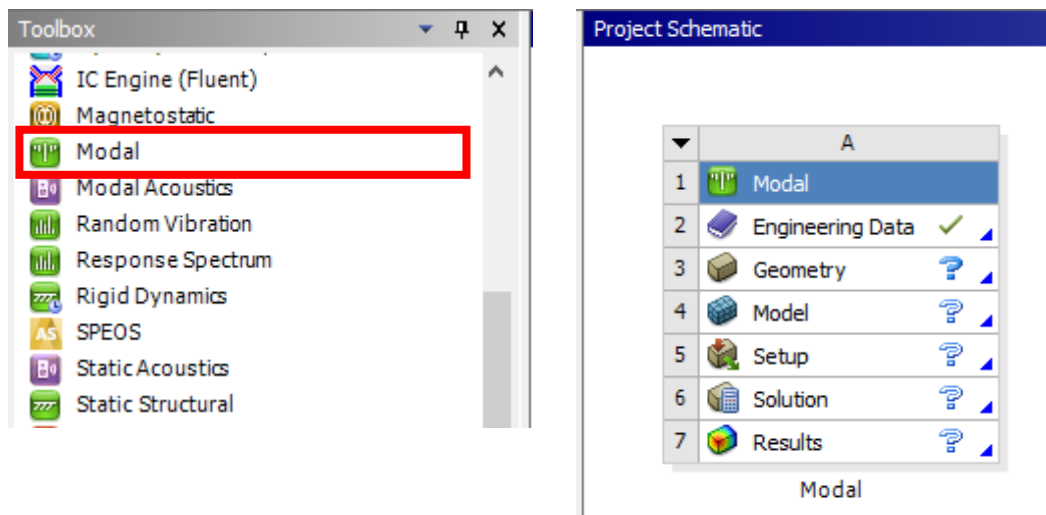 Toolbox
IC Engine (Fluent)
Magnetostatic
Modal
Modal Acoustics
Random Vibration
Response Spectrum
Rigid Dynamics
AS SPEOS
Static Acoustics
Static Structural
Project Schematic
A
1 Modal
2 Engineering Data
3 Geometry
4 Model
5 Setup
6 Solution
7 Results
Modal